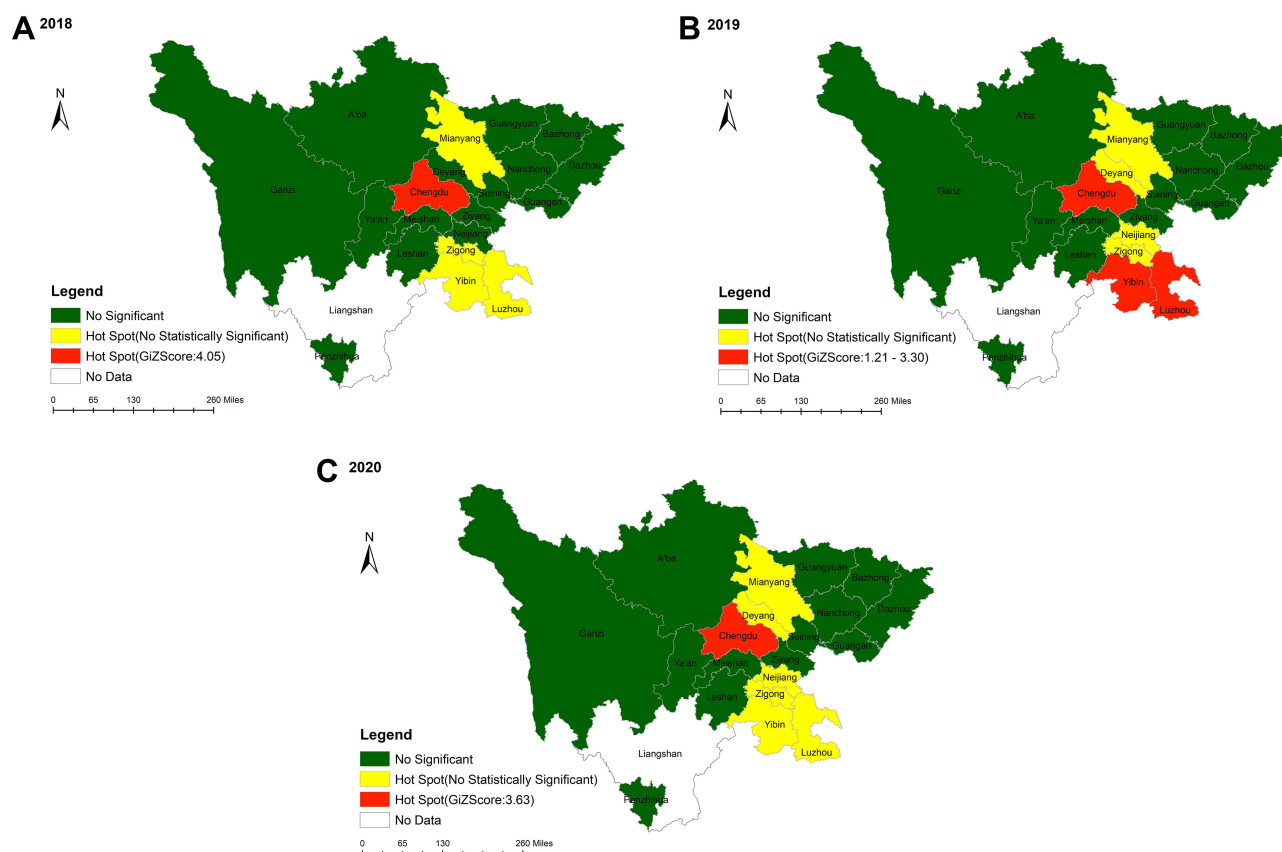 A 2018
N
A'ba
Mianyang
Guangyuan
Bazhong
Dazhou
Nanchong
Deyang
Ganzi
Chengdu
Suining
Guangan
Ya'an
Meishan
Ziyang
Neijiang
Leshan
Zigong
Yibin
Luzhou
Liangshan
Panzhihua
Legend
No Significant
Hot Spot(No Statistically Significant)
Hot Spot(GiZScore:4.05)
No Data
0 65 130 260 Miles
B 2019
N
A'ba
Mianyang
Guangyuan
Bazhong
Dazhou
Nanchong
Deyang
Ganzi
Chengdu
Suining
Guangan
Ya'an
Meishan
Ziyang
Neijiang
Leshan
Zigong
Yibin
Luzhou
Liangshan
Panzhihua
Legend
No Significant
Hot Spot(No Statistically Significant)
Hot Spot(GiZScore:1.21 - 3.30)
No Data
0 65 130 260 Miles
C 2020
N
A'ba
Mianyang
Guangyuan
Bazhong
Dazhou
Nanchong
Deyang
Ganzi
Chengdu
Suining
Guangan
Ya'an
Meishan
Ziyang
Neijiang
Leshan
Zigong
Yibin
Luzhou
Liangshan
Panzhihua
Legend
No Significant
Hot Spot(No Statistically Significant)
Hot Spot(GiZScore:3.63)
No Data
0 65 130 260 Miles